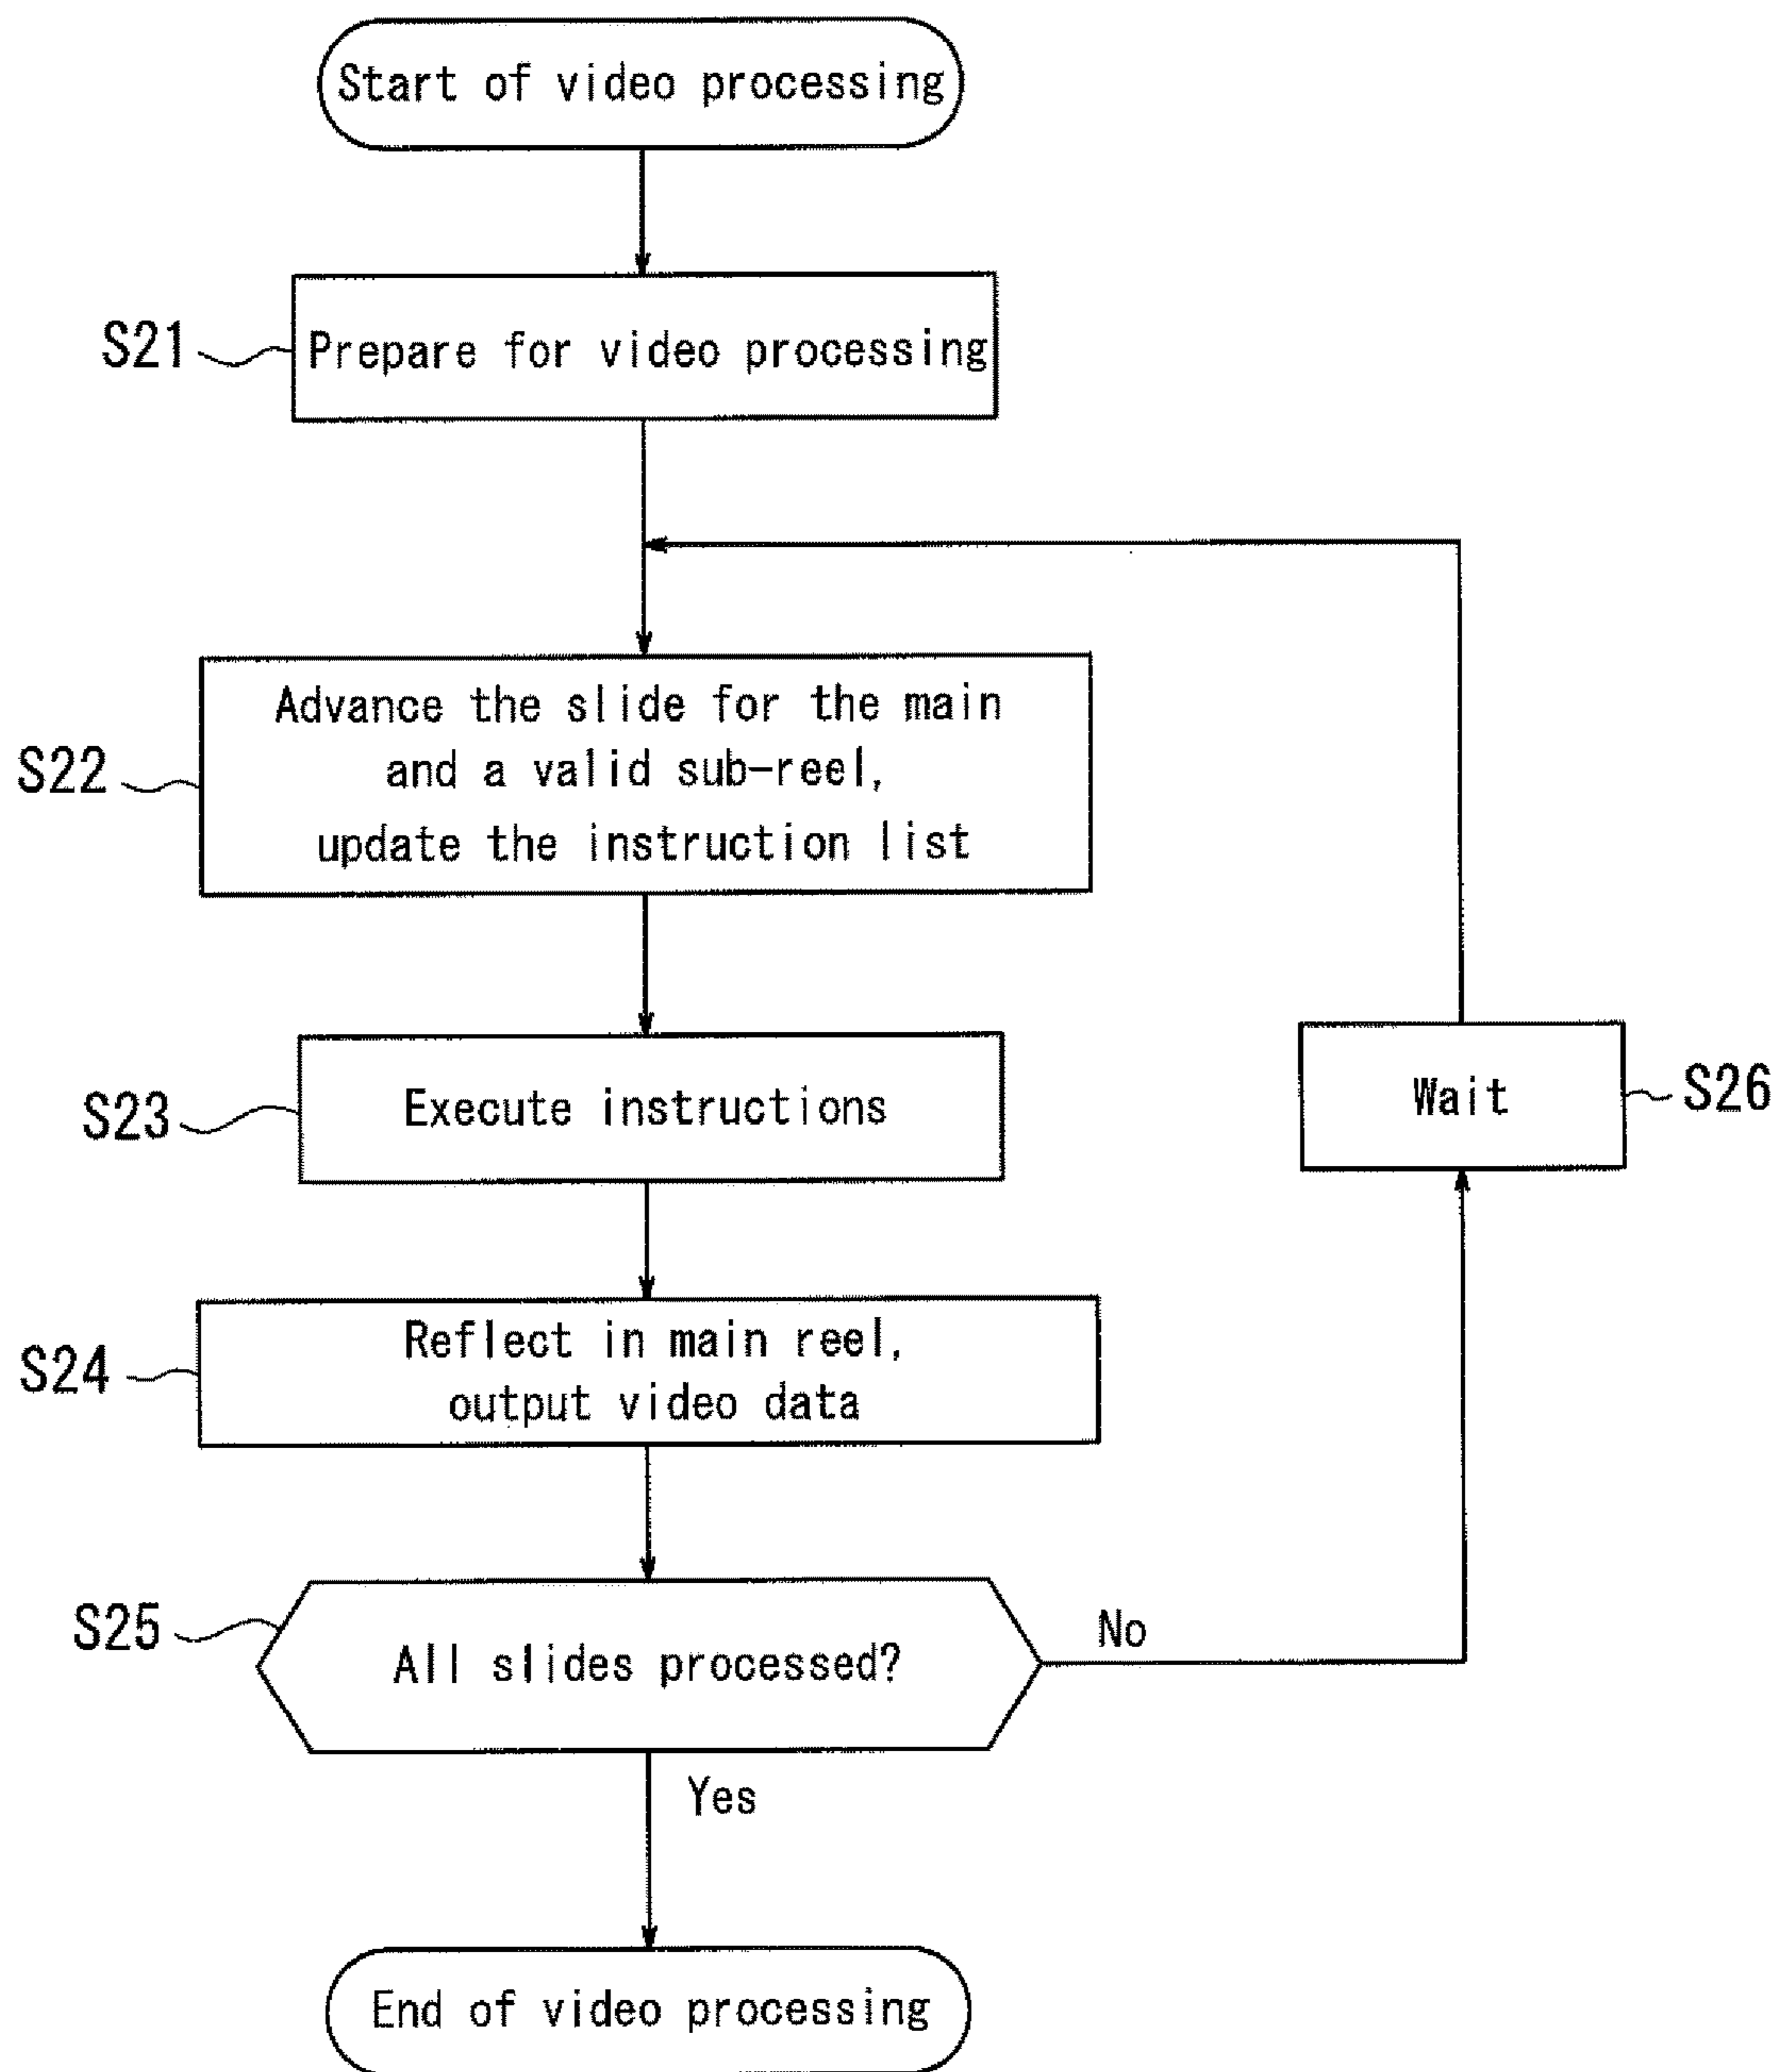 Start of video processing
S21
Prepare for video processing
S22
Advance the slide for the main
and a valid sub-reel,
update the instruction list
S23
Execute instructions
Wait
S26
S24
Reflect in main reel,
output video data
S25
All slides processed?
No
Yes
End of video processing